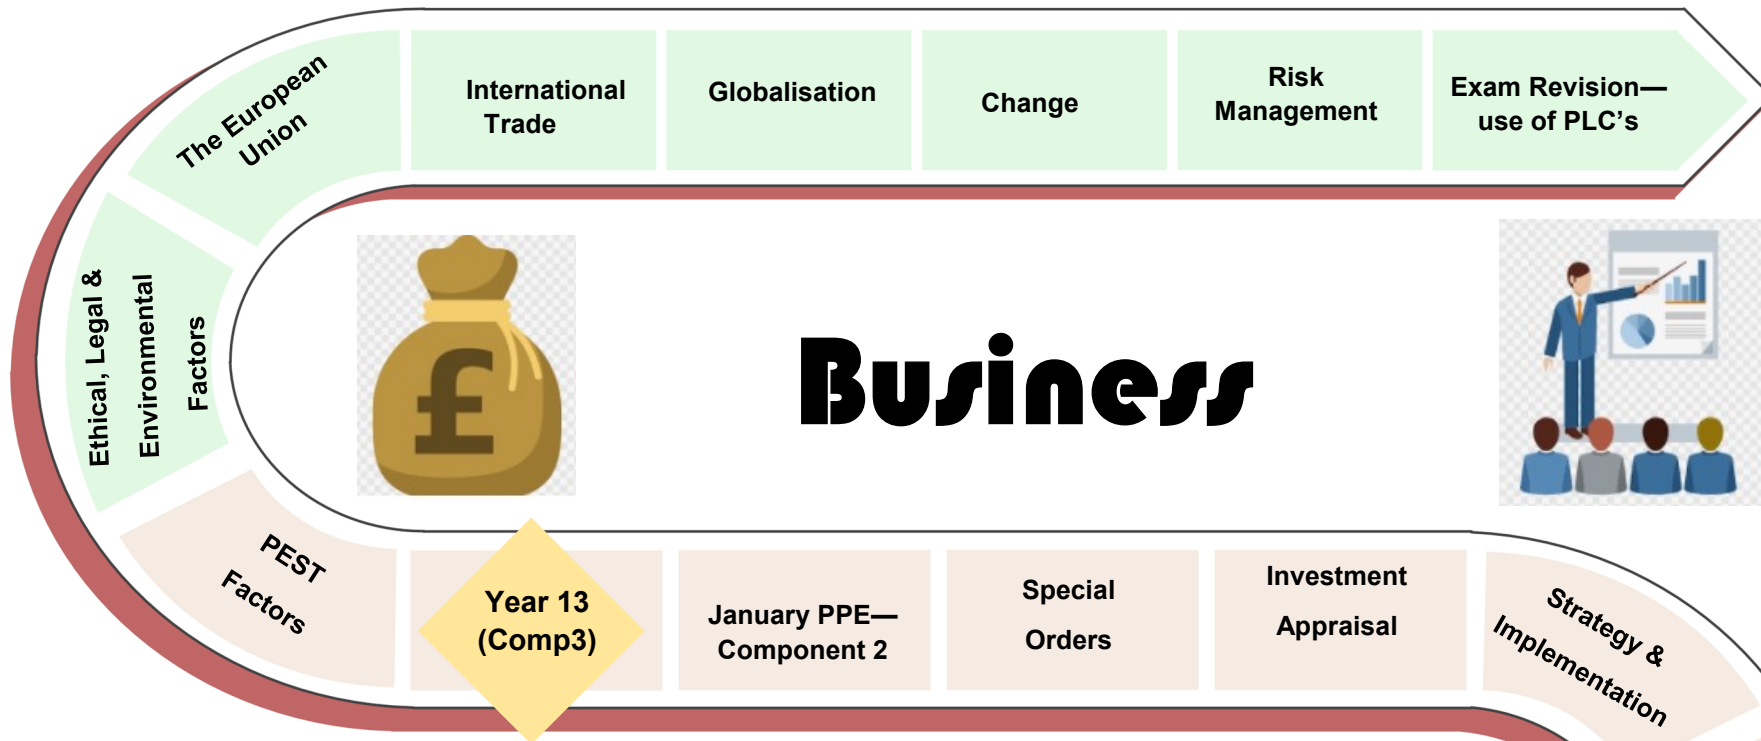 The European
Union
International
Trade
Globalisation
Change
Risk
Management
Exam Revision—
use of PLC's
Ethical, Legal &
Environmental
Factors
£
Business
PEST
Factors
Year 13
(Comp3)
January PPE—
Component 2
Special
Orders
Investment
Appraisal
Strategy &
Implementation